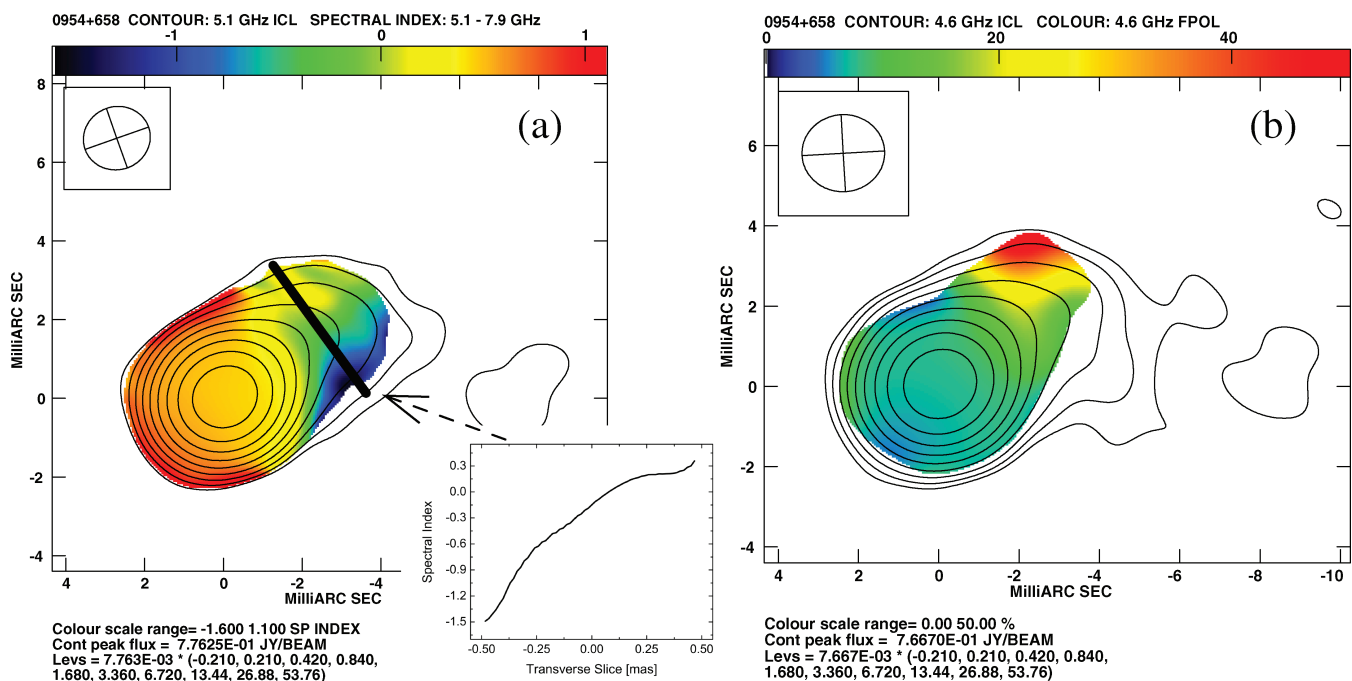 0954+658 CONTOUR: 5.1 GHz ICL SPECTRAL INDEX: 5.1 - 7.9 GHz
-1 0 1
(a)
MilliARC SEC
8
6
4
2
0
-2
-4
4 2 0 -2 -4
MilliARC SEC
Colour scale range= -1.600 1.100 SP INDEX
Cont peak flux = 7.7625E-01 JY/BEAM
Levs = 7.763E-03 * (-0.210, 0.210, 0.420, 0.840,
1.680, 3.360, 6.720, 13.44, 26.88, 53.76)
Spectral Index
0.3
0.0
-0.3
-0.6
-0.9
-1.2
-1.5
-0.50 -0.25 0.00 0.25 0.50
Transverse Slice [mas]
0954+658 CONTOUR: 4.6 GHz ICL COLOUR: 4.6 GHz FPOL
0 20 40
(b)
MilliARC SEC
6
4
2
0
-2
-4
4 2 0 -2 -4 -6 -8 -10
MilliARC SEC
Colour scale range= 0.00 50.00 %
Cont peak flux = 7.6670E-01 JY/BEAM
Levs = 7.667E-03 * (-0.210, 0.210, 0.420, 0.840,
1.680, 3.360, 6.720, 13.44, 26.88, 53.76)